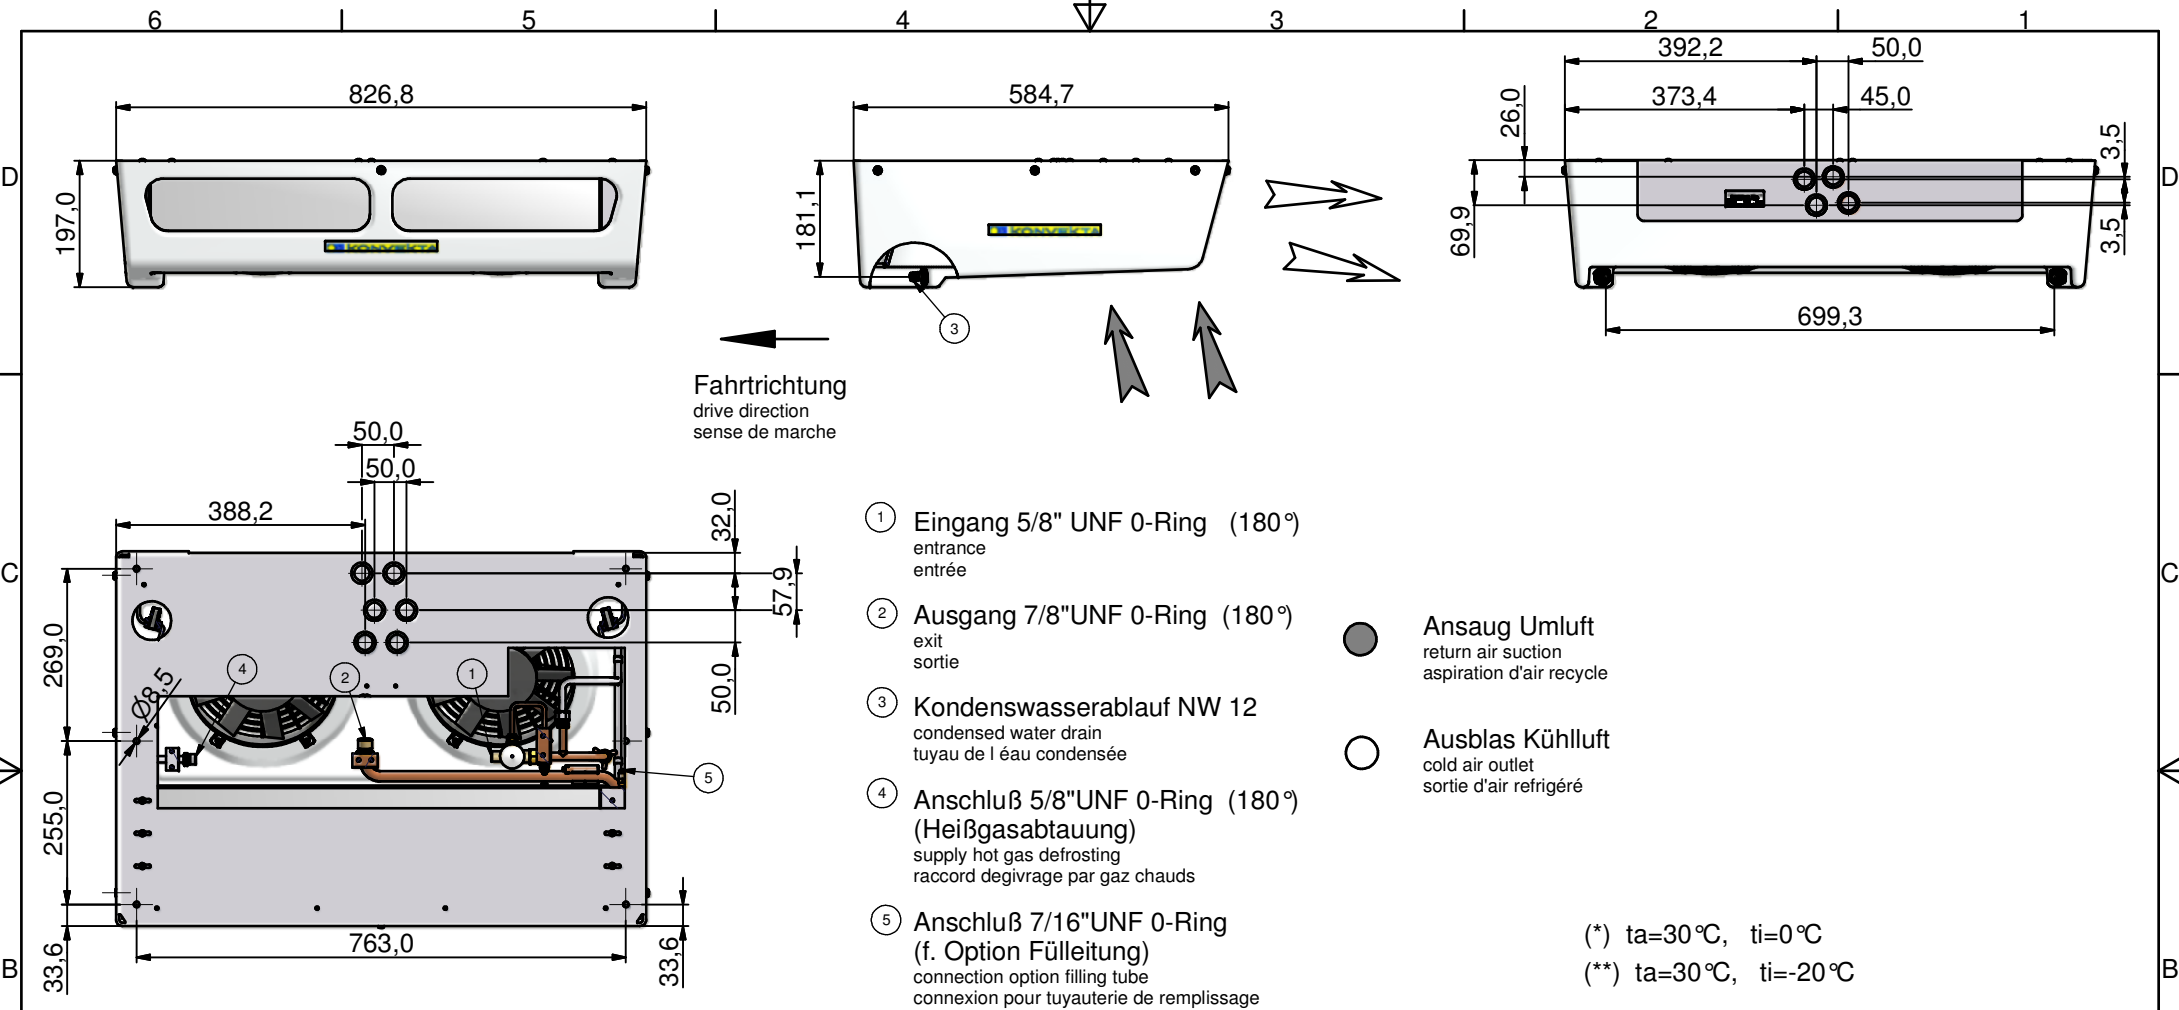 6 5 4 3 2 1
826,8
197,0
KONVEKTA
584,7
181,1
KONVEKTA
3
392,2 50,0
373,4 45,0
26,0
69,9
3,5
3,5
699,3
D D
Fahrtrichtung
drive direction
sense de marche
50,0
50,0
388,2
32,0
57,9
50,0
269,0
Ø8,5
255,0
33,6
763,0
33,6
4 2 1
5
C C
1 Eingang 5/8" UNF 0-Ring (180°)
entrance
entrée
2 Ausgang 7/8"UNF 0-Ring (180°)
exit
sortie
3 Kondenswasserablauf NW 12
condensed water drain
tuyau de l éau condensée
4 Anschluß 5/8"UNF 0-Ring (180°)
(Heißgasabtauung)
supply hot gas defrosting
raccord degivrage par gaz chauds
5 Anschluß 7/16"UNF 0-Ring
(f. Option Fülleitung)
connection option filling tube
connexion pour tuyauterie de remplissage
Ansaug Umluft
return air suction
aspiration d'air recycle
Ausblas Kühlluft
cold air outlet
sortie d'air refrigéré
(*) ta=30°C, ti=0°C
(**) ta=30°C, ti=-20°C
B B